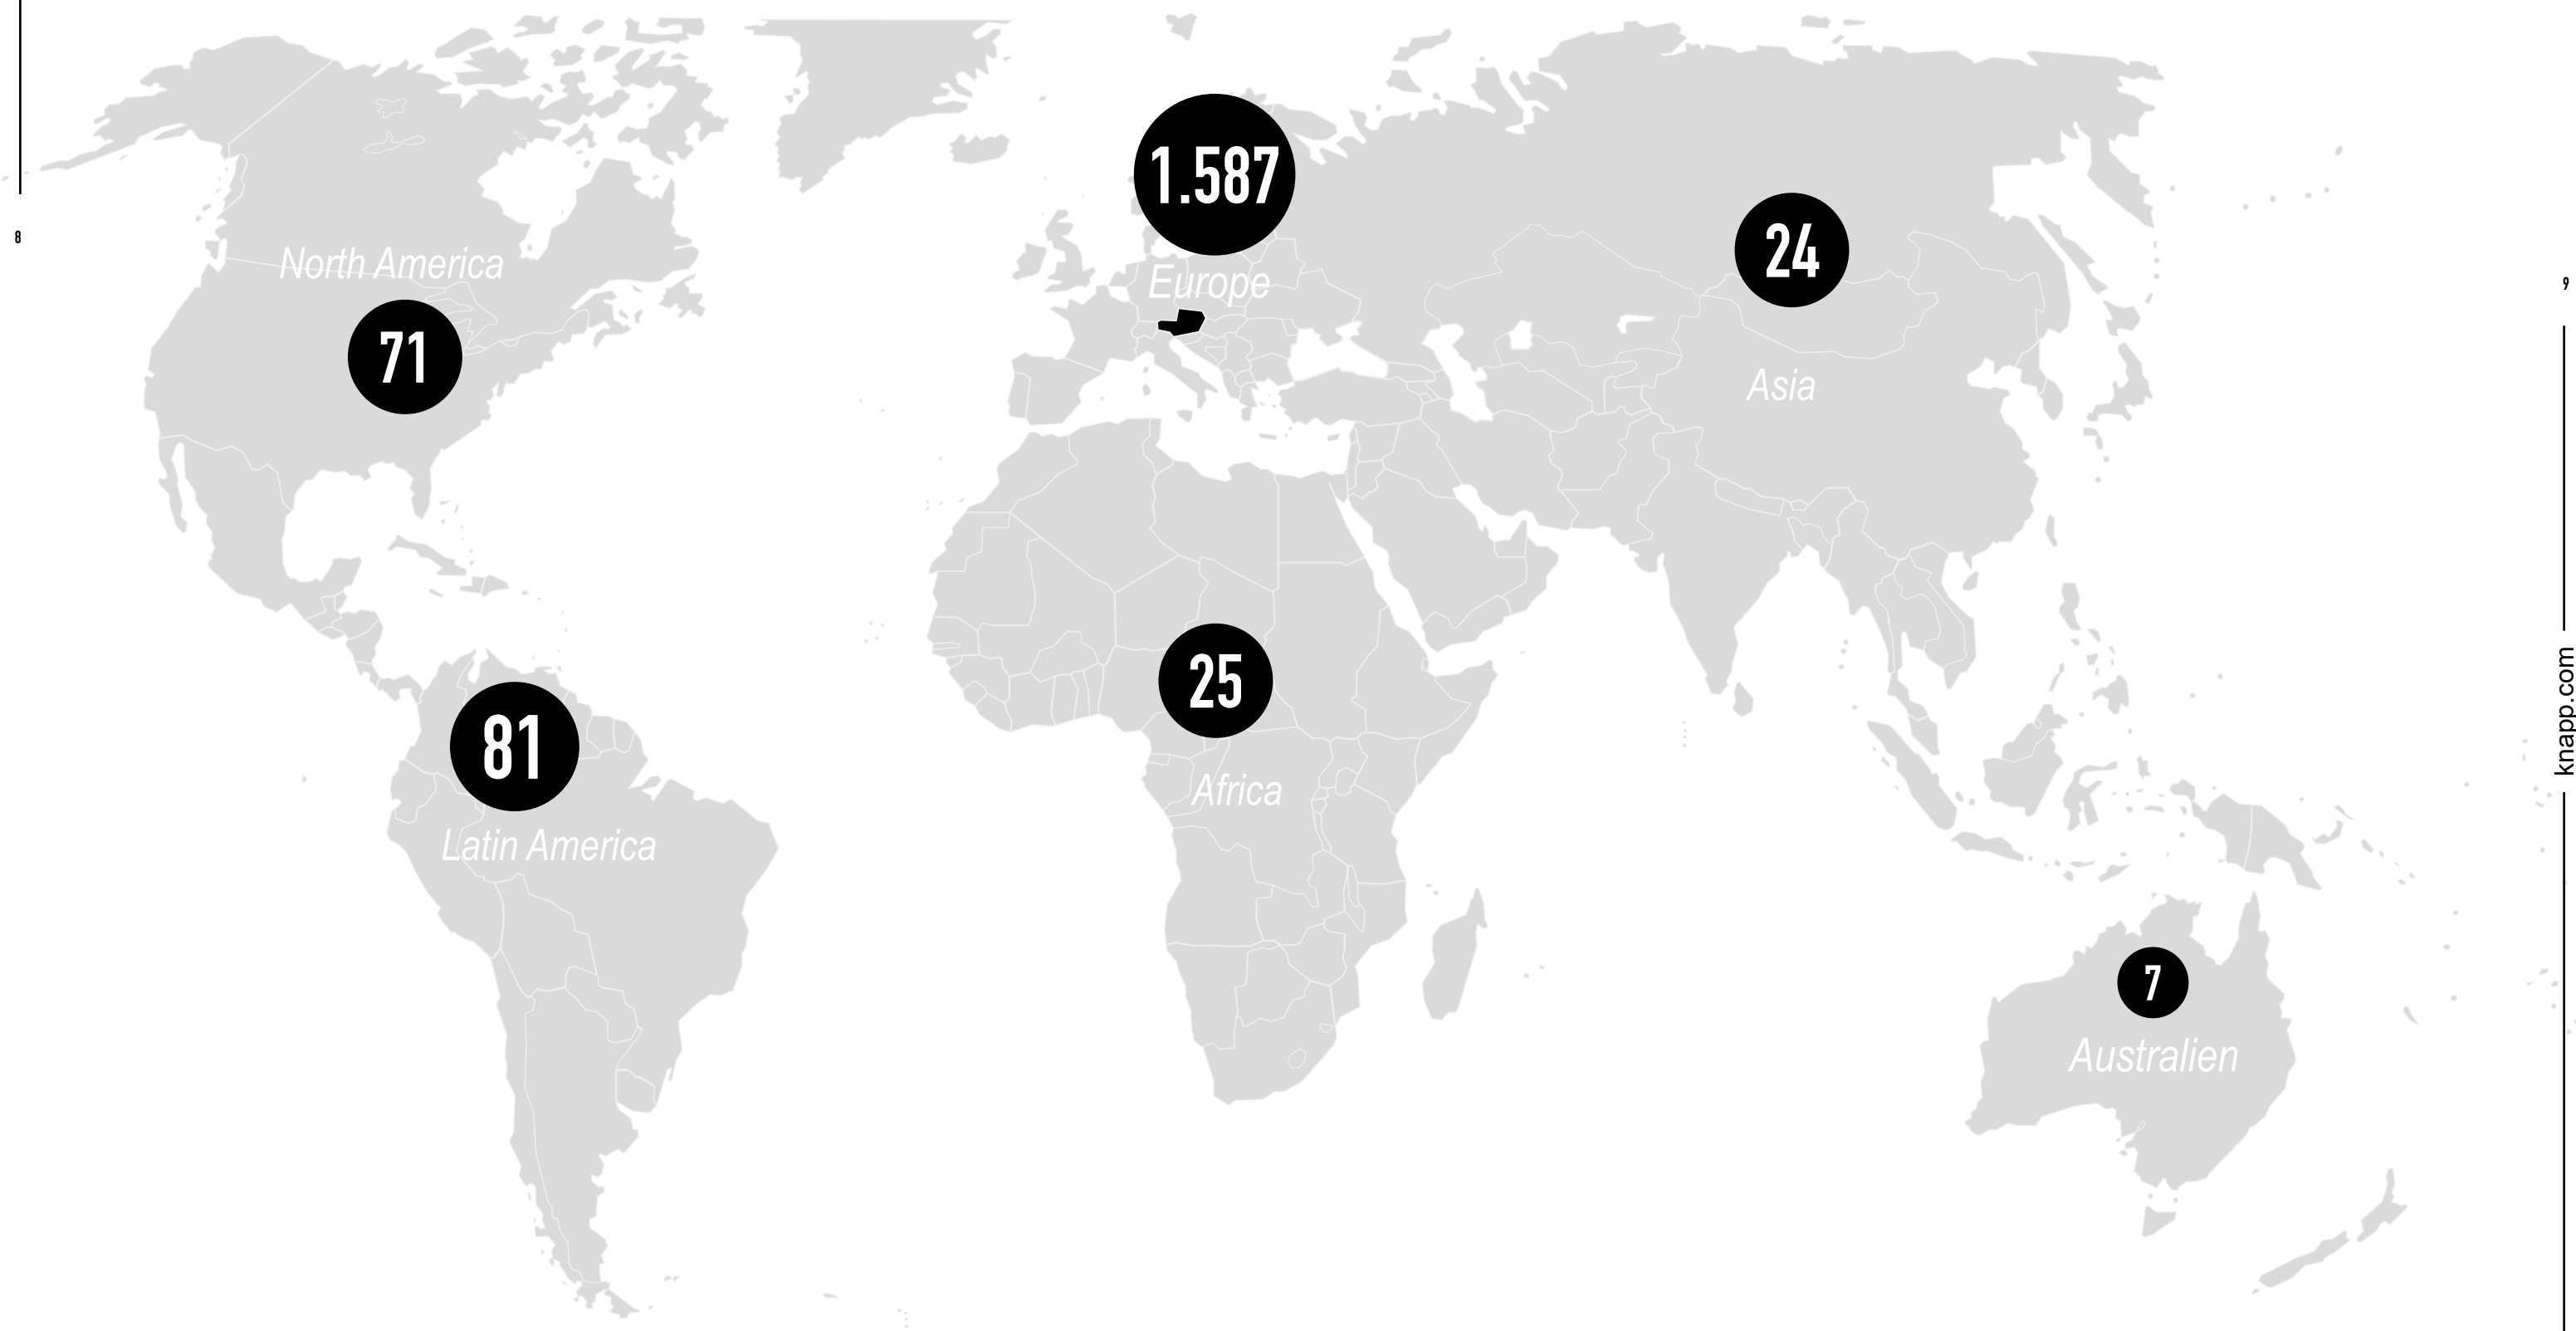 8
North America
71
81
Latin America
1.587
Europe
25
Africa
24
Asia
7
Australien
9
knapp.com